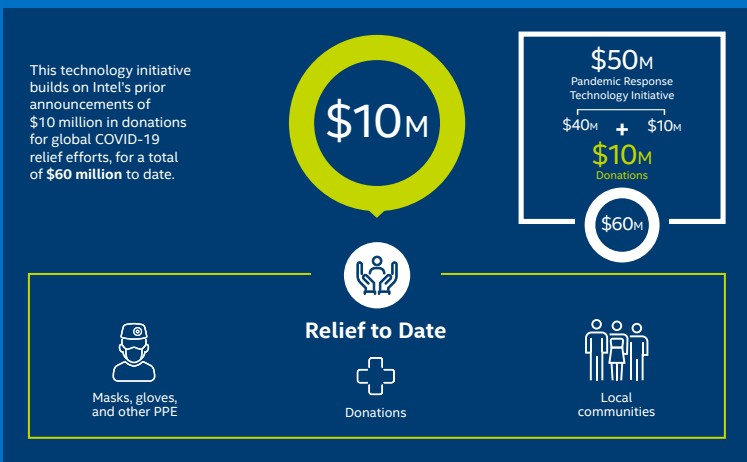 This technology initiative
builds on Intel's prior
announcements of
$10 million in donations
for global COVID-19
relief efforts, for a total
of $60 million to date.
$10M
$50M
Pandemic Response
Technology Initiative
$40M + $10M
$10M
Donations
$60M
Relief to Date
Masks, gloves,
and other PPE
Donations
Local
communities